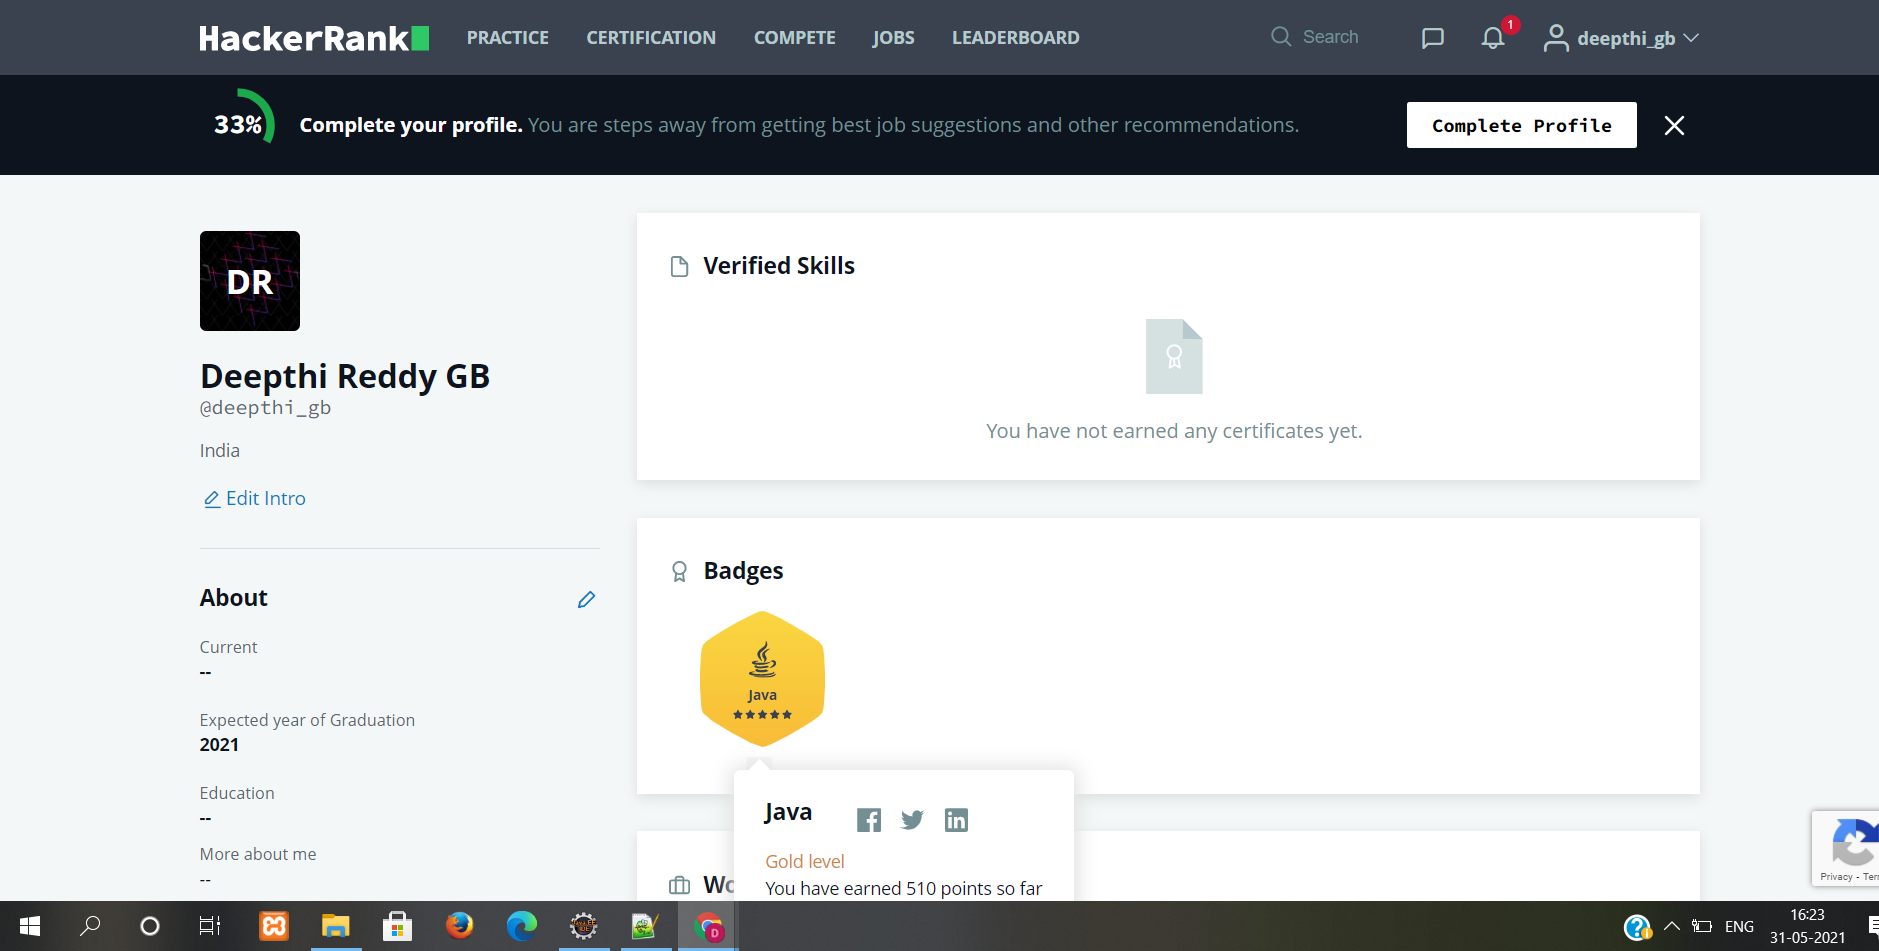 HackerRank PRACTICE CERTIFICATION COMPETE JOBS LEADERBOARD Search 1 deepthi_gb
33% Complete your profile. You are steps away from getting best job suggestions and other recommendations. Complete Profile
Verified Skills
DR
You have not earned any certificates yet.
Deepthi Reddy GB
@deepthi_gb
India
Edit Intro
Badges
About
Current
--
Java
Expected year of Graduation
2021
Education
--
More about me
--
Java
Gold level
You have earned 510 points so far
Privacy -
ENG
16:23
31-05-2021
D